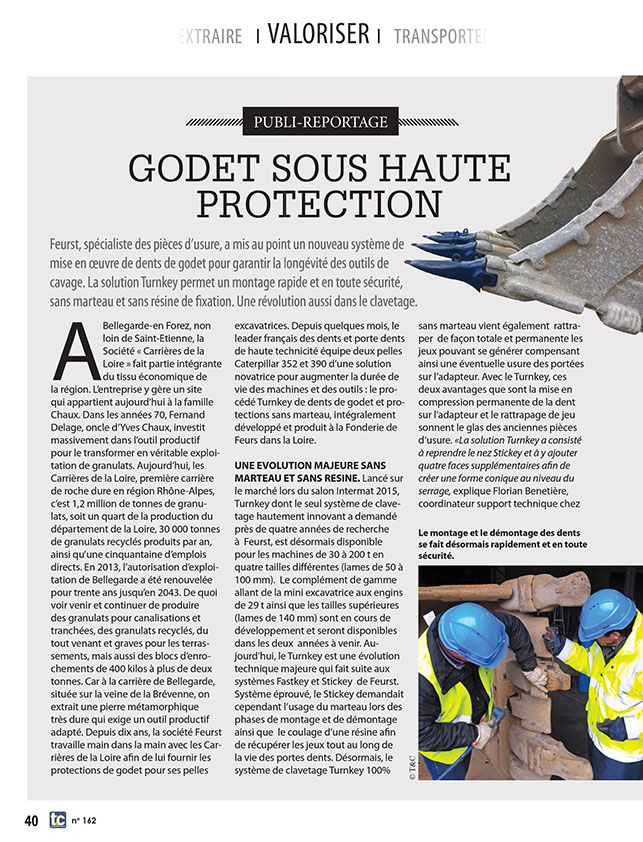 EXTRAIRE | VALORISER | TRANSPORTE
PUBLI-REPORTAGE
GODET SOUS HAUTE
PROTECTION
Feurst, spécialiste des pièces d'usure, a mis au point un nouveau système de
mise en œuvre de dents de godet pour garantir la longévité des outils de
cavage. La solution Turnkey permet un montage rapide et en toute sécurité,
sans marteau et sans résine de fixation. Une révolution aussi dans le clavetage.
A Bellegarde-en Forez, non
loin de Saint-Etienne, la
Société « Carrières de la
Loire » fait partie intégrante
du tissu économique de
la région. L'entreprise y gère un site
qui appartient aujourd'hui à la famille
Chaux. Dans les années 70, Fernand
Delage, oncle d'Yves Chaux, investit
massivement dans l'outil productif
pour le transformer en véritable exploi-
tation de granulats. Aujourd'hui, les
Carrières de la Loire, première carrière
de roche dure en région Rhône-Alpes,
c'est 1,2 million de tonnes de granu-
lats, soit un quart de la production du
département de la Loire, 30 000 tonnes
de granulats recyclés produits par an,
ainsi qu'une cinquantaine d'emplois
directs. En 2013, l'autorisation d'exploi-
tation de Bellegarde a été renouvelée
pour trente ans jusqu'en 2043. De quoi
voir venir et continuer de produire
des granulats pour canalisations et
tranchées, des granulats recyclés, du
tout venant et graves pour les terras-
sements, mais aussi des blocs d'enro-
chements de 400 kilos à plus de deux
tonnes. Car à la carrière de Bellegarde,
située sur la veine de la Brévenne, on
extrait une pierre métamorphique
très dure qui exige un outil productif
adapté. Depuis dix ans, la société Feurst
travaille main dans la main avec les Car-
rières de la Loire afin de lui fournir les
protections de godet pour ses pelles
excavatrices. Depuis quelques mois, le
leader français des dents et porte dents
de haute technicité équipe deux pelles
Caterpillar 352 et 390 d'une solution
novatrice pour augmenter la durée de
vie des machines et des outils : le pro-
cédé Turnkey de dents de godet et pro-
tections sans marteau, intégralement
développé et produit à la Fonderie de
Feurs dans la Loire.
UNE EVOLUTION MAJEURE SANS
MARTEAU ET SANS RESINE. Lancé sur
le marché lors du salon Intermat 2015,
Turnkey dont le seul système de clave-
tage hautement innovant a demandé
près de quatre années de recherche
à Feurst, est désormais disponible
pour les machines de 30 à 200 t en
quatre tailles différentes (lames de 50 à
100 mm). Le complément de gamme
allant de la mini excavatrice aux engins
de 29 t ainsi que les tailles supérieures
(lames de 140 mm) sont en cours de
développement et seront disponibles
dans les deux années à venir. Au-
jourd'hui, le Turnkey est une évolution
technique majeure qui fait suite aux
systèmes Fastkey et Stickey de Feurst.
Système éprouvé, le Stickey demandait
cependant l'usage du marteau lors des
phases de montage et de démontage
ainsi que le coulage d'une résine afin
de récupérer les jeux tout au long de
la vie des portes dents. Désormais, le
système de clavetage Turnkey 100%
sans marteau vient également rattra-
per de façon totale et permanente les
jeux pouvant se générer compensant
ainsi une éventuelle usure des portées
sur l'adapteur. Avec le Turnkey, ces
deux avantages que sont la mise en
compression permanente de la dent
sur l'adapteur et le rattrapage de jeu
sonnent le glas des anciennes pièces
d'usure. «La solution Turnkey a consisté
à reprendre le nez Stickey et à y ajouter
quatre faces supplémentaires afin de
créer une forme conique au niveau du
serrage, explique Florian Benetière,
coordinateur support technique chez
Le montage et le démontage des dents
se fait désormais rapidement et en toute
sécurité.
© T&C
40 tc n° 162